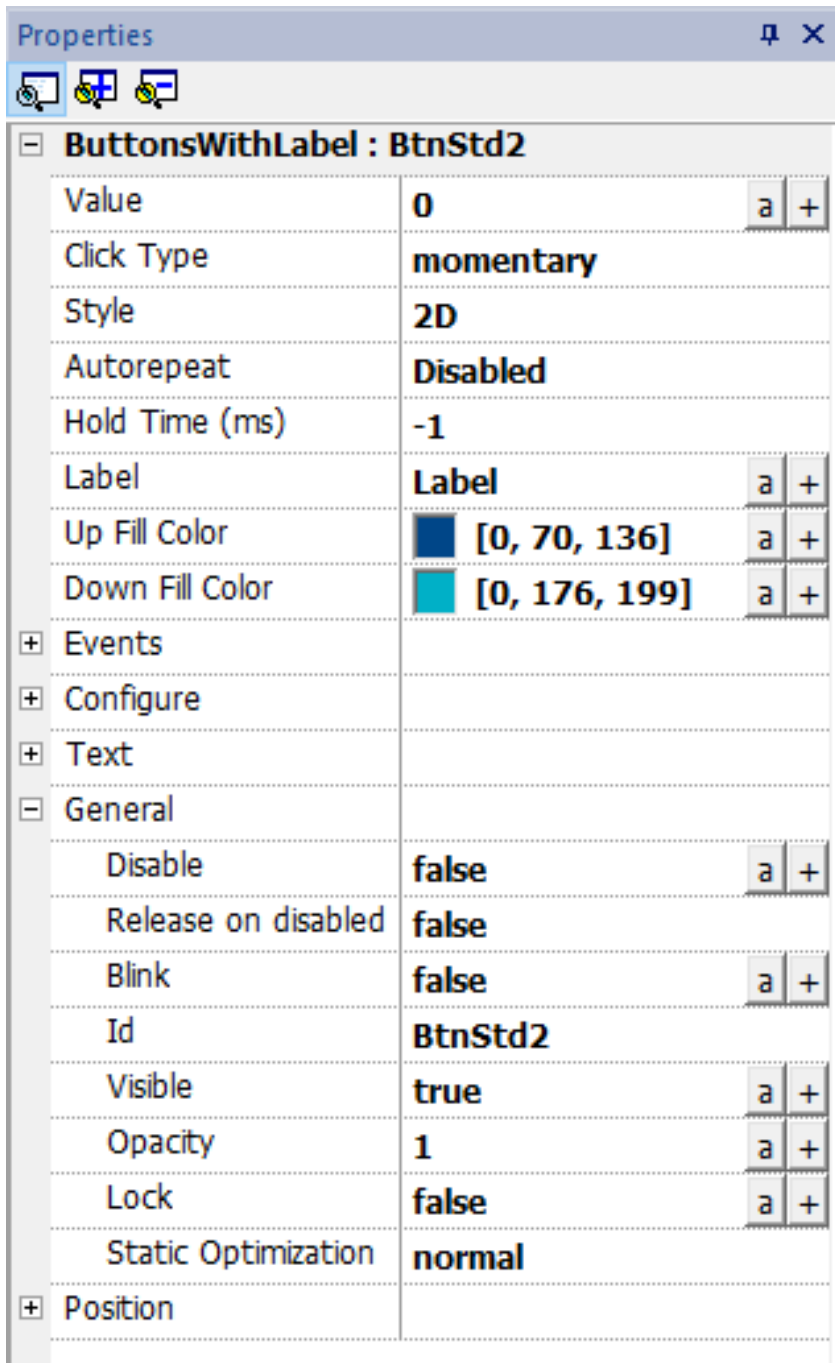 Properties
ButtonsWithLabel : BtnStd2
Value 0 a +
Click Type momentary
Style 2D
Autorepeat Disabled
Hold Time (ms) -1
Label Label a +
Up Fill Color [0, 70, 136] a +
Down Fill Color [0, 176, 199] a +
Events
Configure
Text
General
Disable false a +
Release on disabled false
Blink false a +
Id BtnStd2
Visible true a +
Opacity 1 a +
Lock false a +
Static Optimization normal
Position